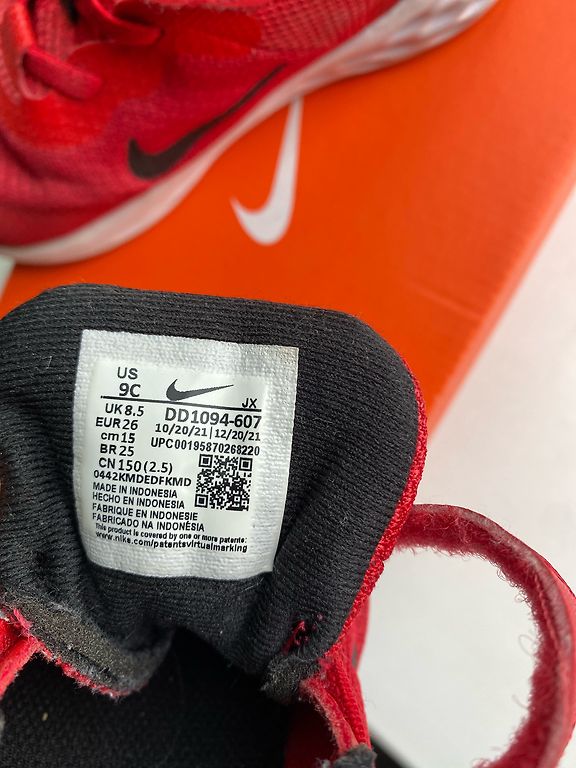 US
9C
JX
UK 8.5
DD1094-607
EUR 26
10/20/21 | 12/20/21
cm 15
UPC00195870268220
BR 25
CN 150 (2.5)
0442KMDEDFKMD
MADE IN INDONESIA
HECHO EN INDONESIA
FABRIQUE EN INDONESIE
FABRICADO NA INDONÉSIA
This product is covered by one or more patents:
www.nike.com/patentsvirtualmarking